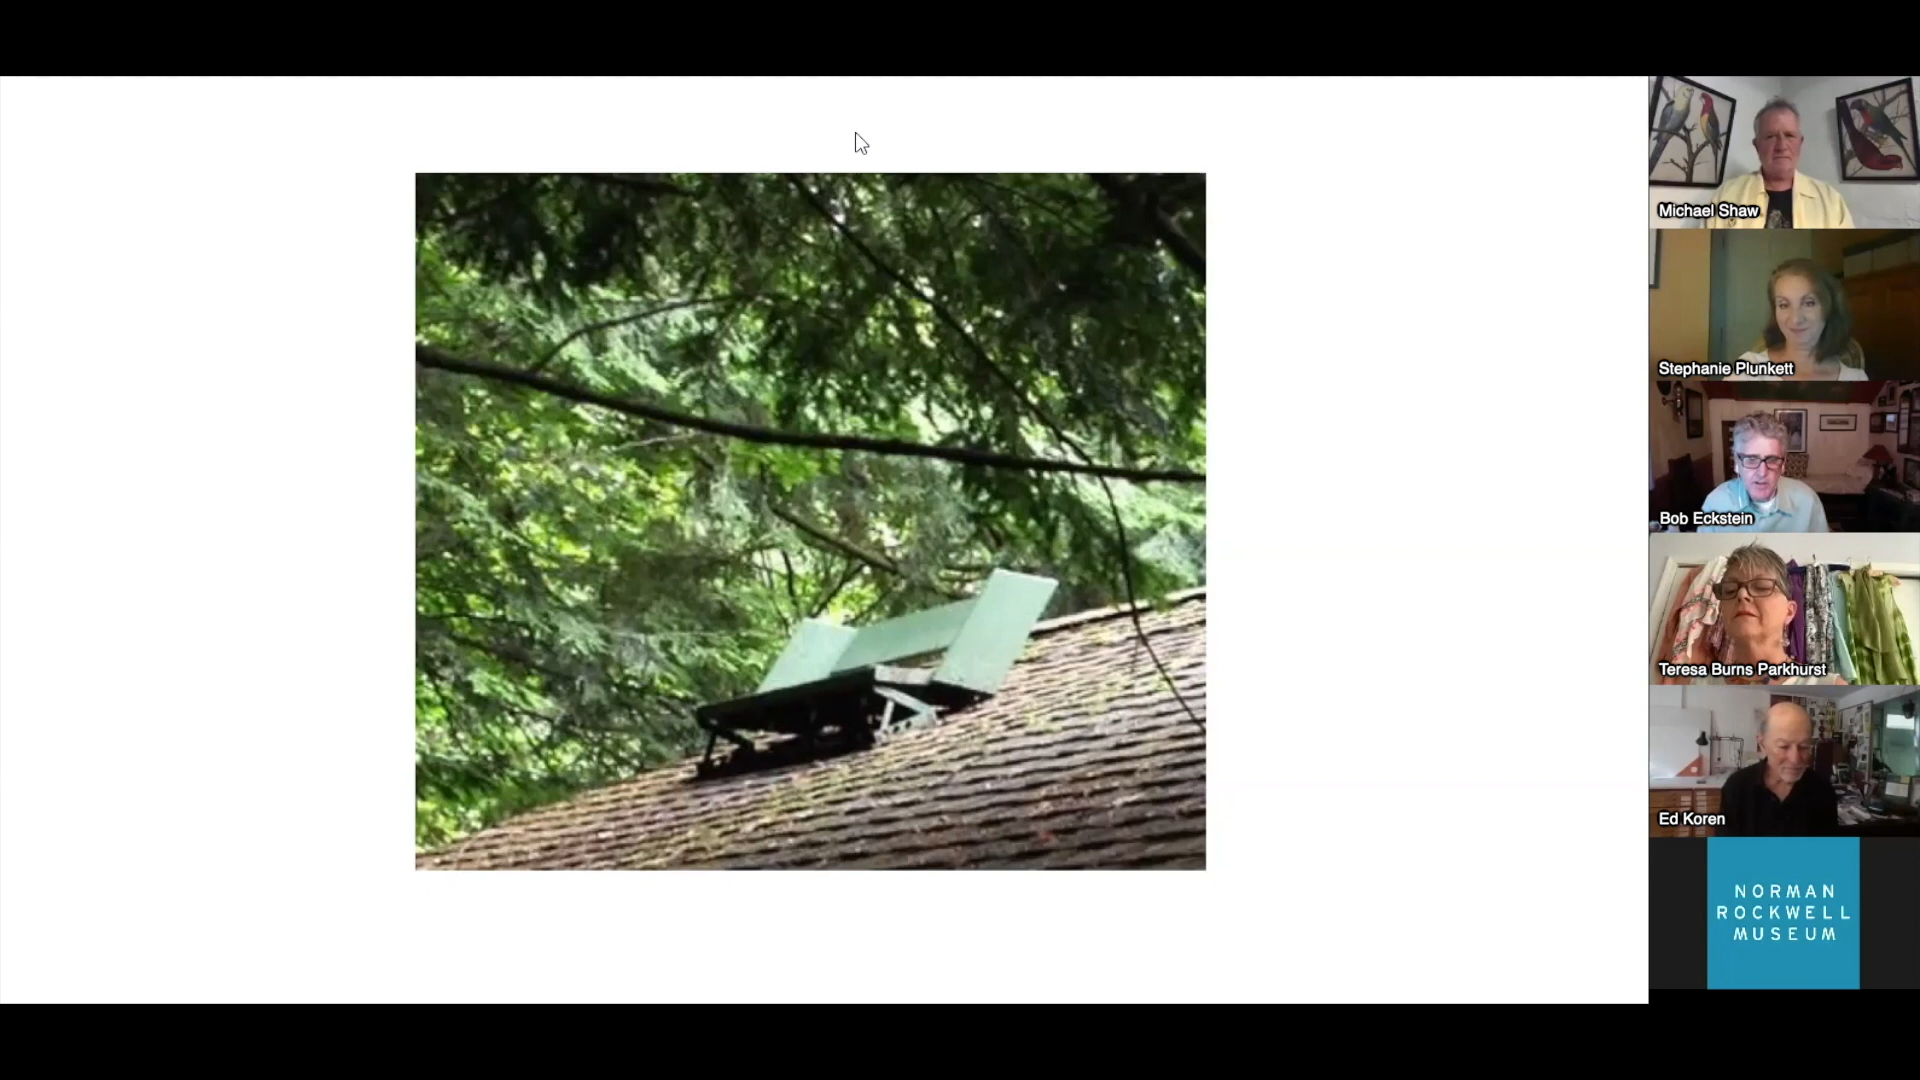 Michael Shaw
Stephanie Plunkett
Bob Eckstein
Teresa Burns Parkhurst
Ed Koren
NORMAN
ROCKWELL
MUSEUM